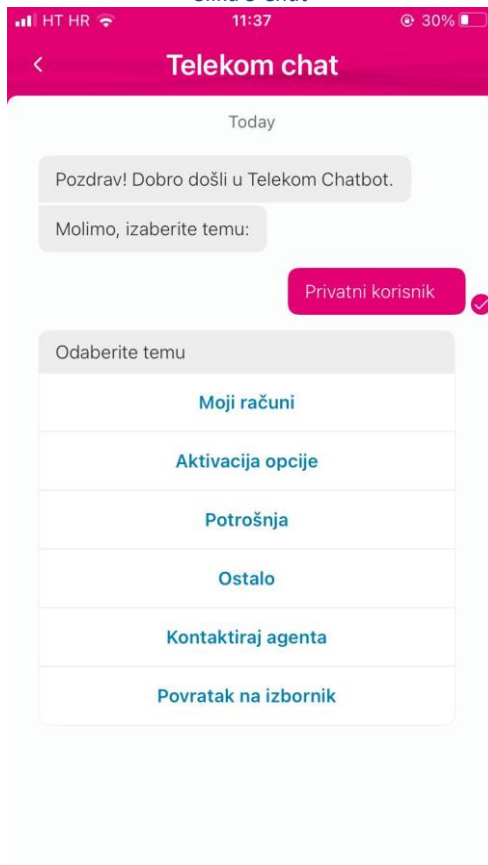 HT HR 11:37 30%
Telekom chat
Today
Pozdrav! Dobro došli u Telekom Chatbot.
Molimo, izaberite temu:
Privatni korisnik
Odaberite temu
Moji računi
Aktivacija opcije
Potrošnja
Ostalo
Kontaktiraj agenta
Povratak na izbornik